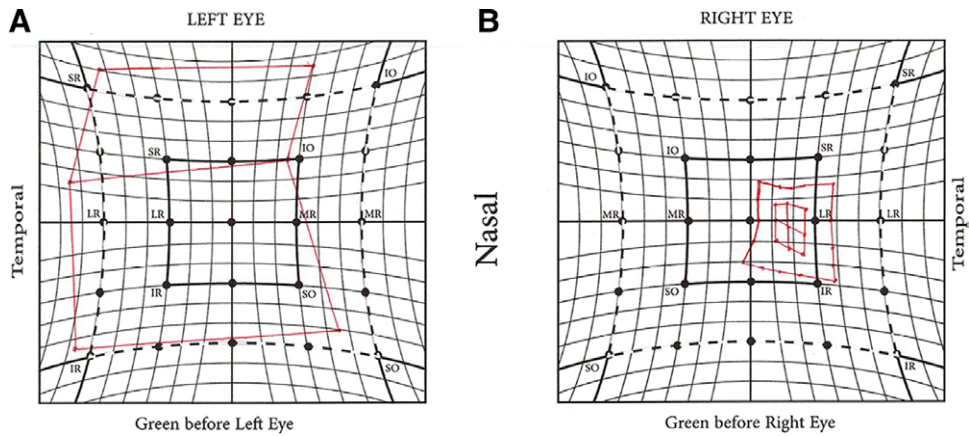 A
LEFT EYE
SR
IO
SR
IO
LR
LR
MR
MR
IR
SO
IR
SO
Temporal
Green before Left Eye
B
RIGHT EYE
IO
SR
IO
SR
MR
MR
LR
LR
SO
IR
SO
IR
Nasal
Temporal
Green before Right Eye